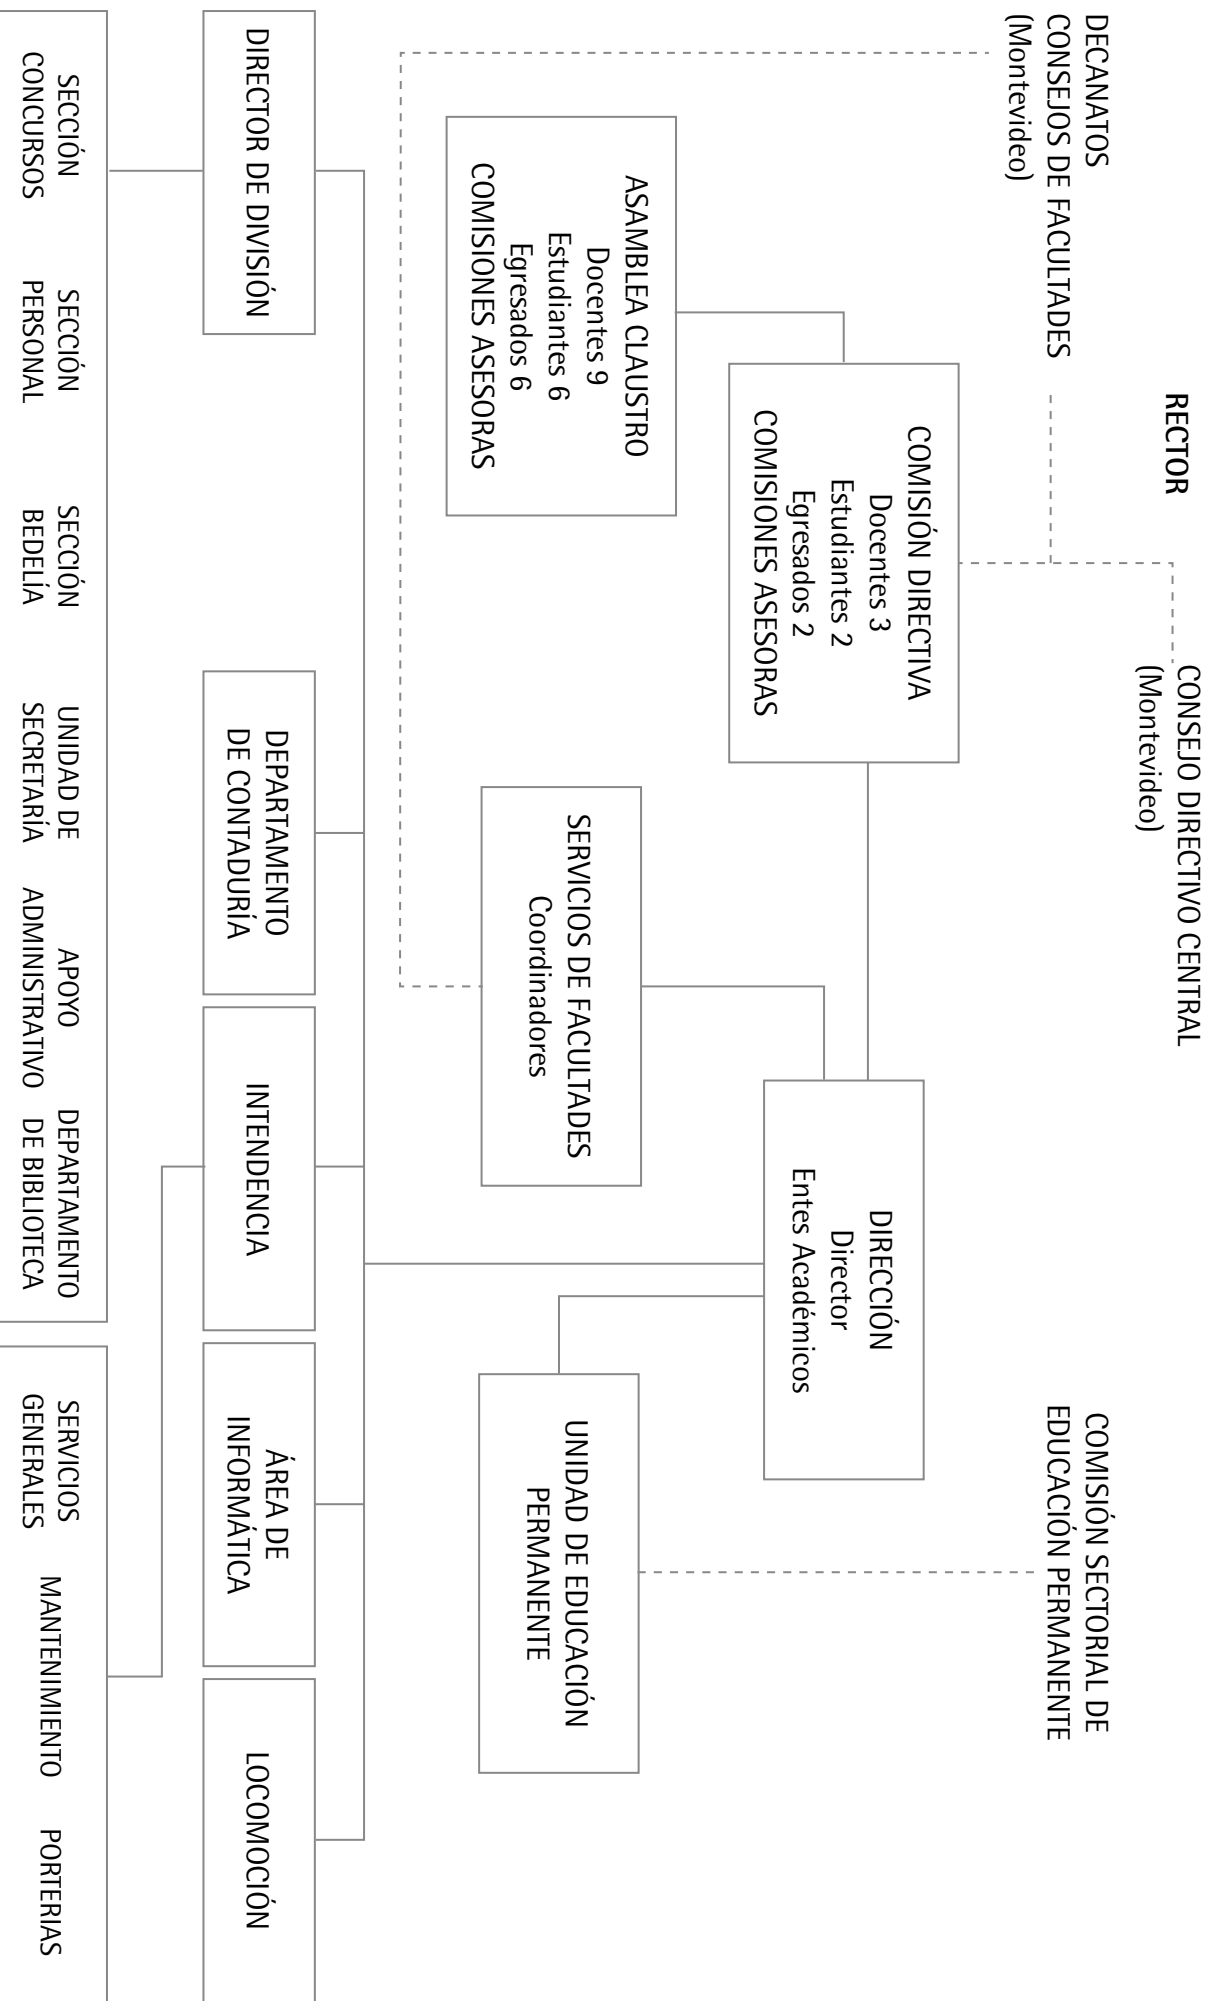 RECTOR
CONSEJO DIRECTIVO CENTRAL
(Montevideo)
DECANATOS
CONSEJOS DE FACULTADES
(Montevideo)
COMISIÓN SECTORIAL DE
EDUCACIÓN PERMANENTE
COMISIÓN DIRECTIVA
Docentes 3
Estudiantes 2
Egresados 2
COMISIONES ASESORAS
DIRECCIÓN
Director
Entes Académicos
ASAMBLEA CLAUSTRO
Docentes 9
Estudiantes 6
Egresados 6
COMISIONES ASESORAS
SERVICIOS DE FACULTADES
Coordinadores
UNIDAD DE EDUCACIÓN
PERMANENTE
DIRECTOR DE DIVISIÓN
DEPARTAMENTO
DE CONTADURÍA
INTENDENCIA
ÁREA DE
INFORMÁTICA
LOCOMOCIÓN
SECCIÓN
CONCURSOS
SECCIÓN
PERSONAL
SECCIÓN
BEDELÍA
UNIDAD DE
SECRETARÍA
APOYO
ADMINISTRATIVO
DEPARTAMENTO
DE BIBLIOTECA
SERVICIOS
GENERALES
MANTENIMIENTO
PORTERIAS